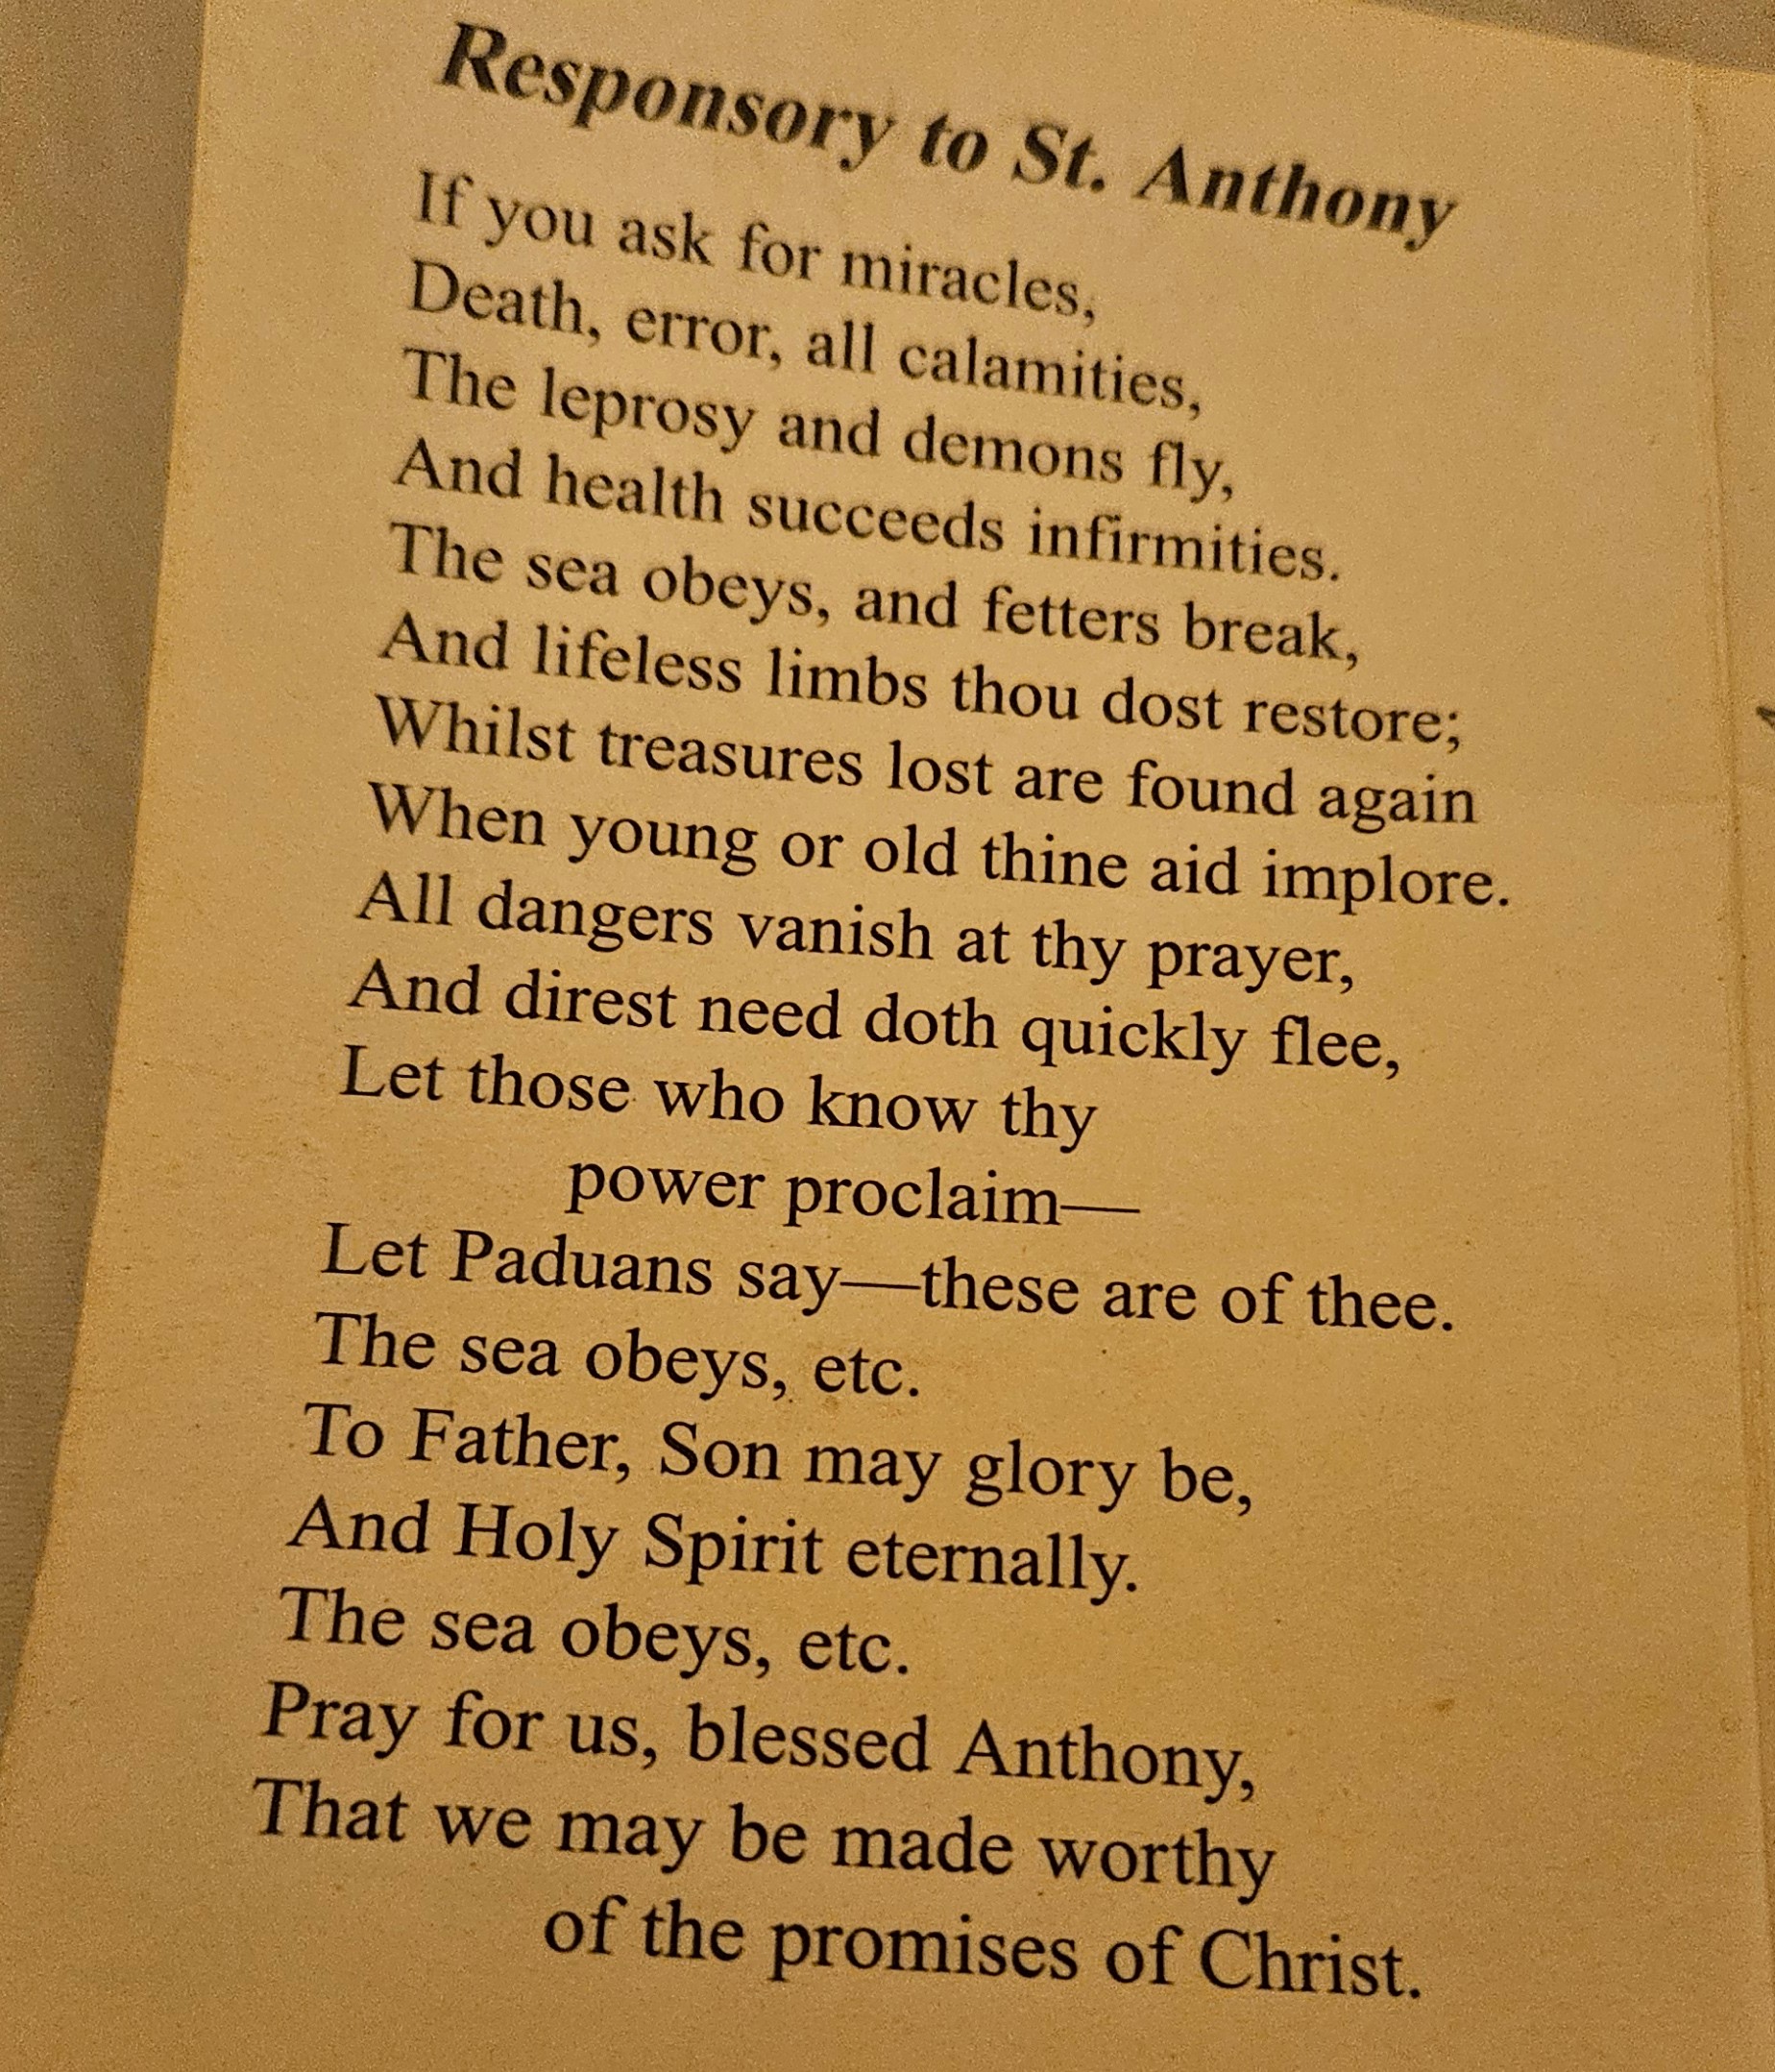 Responsory to St. Anthony
If you ask for miracles,
Death, error, all calamities,
The leprosy and demons fly,
And health succeeds infirmities.
The sea obeys, and fetters break,
And lifeless limbs thou dost restore;
Whilst treasures lost are found again
When young or old thine aid implore.
All dangers vanish at thy prayer,
And direst need doth quickly flee,
Let those who know thy
power proclaim—
Let Paduans say—these are of thee.
The sea obeys, etc.
To Father, Son may glory be,
And Holy Spirit eternally.
The sea obeys, etc.
Pray for us, blessed Anthony,
That we may be made worthy
of the promises of Christ.